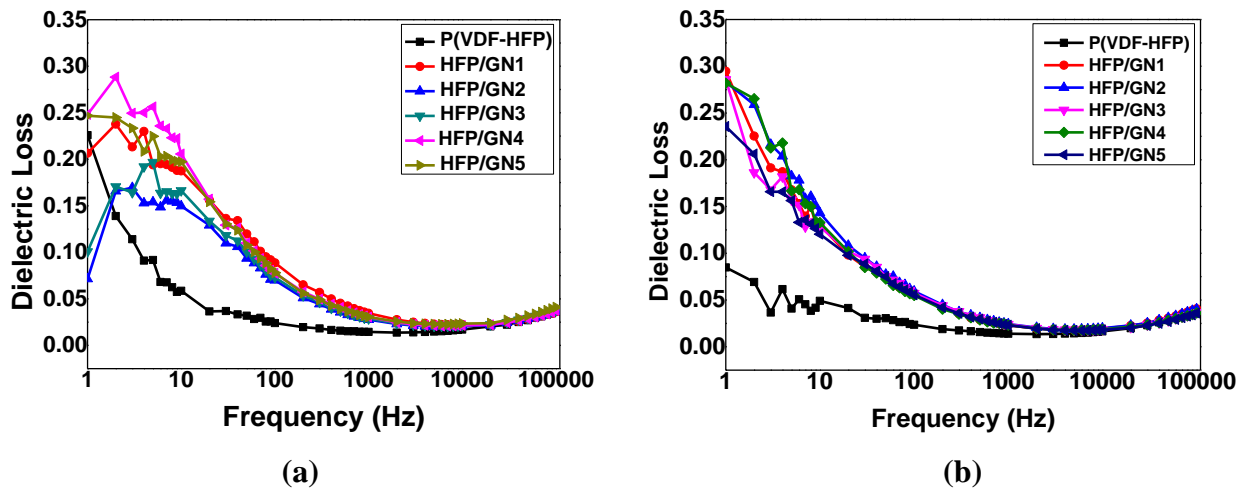 0.35
0.30
0.25
0.20
0.15
0.10
0.05
0.00
Dielectric Loss
P(VDF-HFP)
HFP/GN1
HFP/GN2
HFP/GN3
HFP/GN4
HFP/GN5
1 10 100 1000 10000 100000
Frequency (Hz)
(a)
0.35
0.30
0.25
0.20
0.15
0.10
0.05
0.00
Dielectric Loss
P(VDF-HFP)
HFP/GN1
HFP/GN2
HFP/GN3
HFP/GN4
HFP/GN5
1 10 100 1000 10000 100000
Frequency (Hz)
(b)